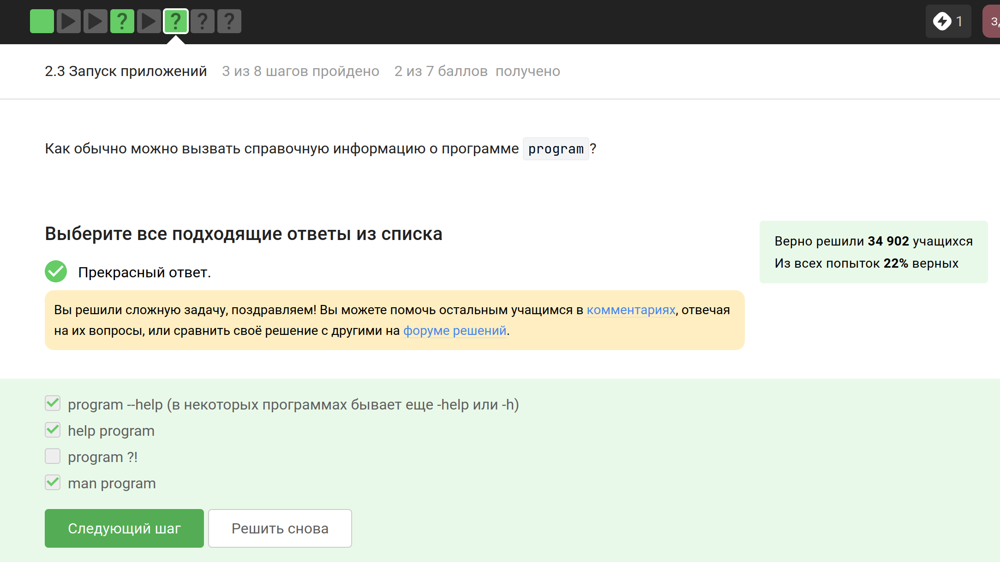 ? ? ? ?
1
2.3 Запуск приложений 3 из 8 шагов пройдено 2 из 7 баллов получено
Как обычно можно вызвать справочную информацию о программе program?
Выберите все подходящие ответы из списка
Верно решили 34 902 учащихся
Из всех попыток 22% верных
Прекрасный ответ.
Вы решили сложную задачу, поздравляем! Вы можете помочь остальным учащимся в комментариях, отвечая
на их вопросы, или сравнить своё решение с другими на форуме решений.
program --help (в некоторых программах бывает еще -help или -h)
help program
program ?!
man program
Следующий шаг
Решить снова